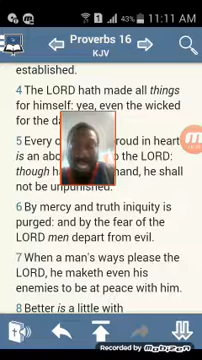 43% 11:11 AM
Proverbs 16
KJV
established.
4 The LORD hath made all things
for himself: yea, even the wicked
for the da
5 Every o roud in heart
is an abo o the LORD:
though ha hand, he shall
not be unpunished.
6 By mercy and truth iniquity is
purged: and by the fear of the
LORD men depart from evil.
7 When a man's ways please the
LORD, he maketh even his
enemies to be at peace with him.
8 Better is a little with
Recorded by